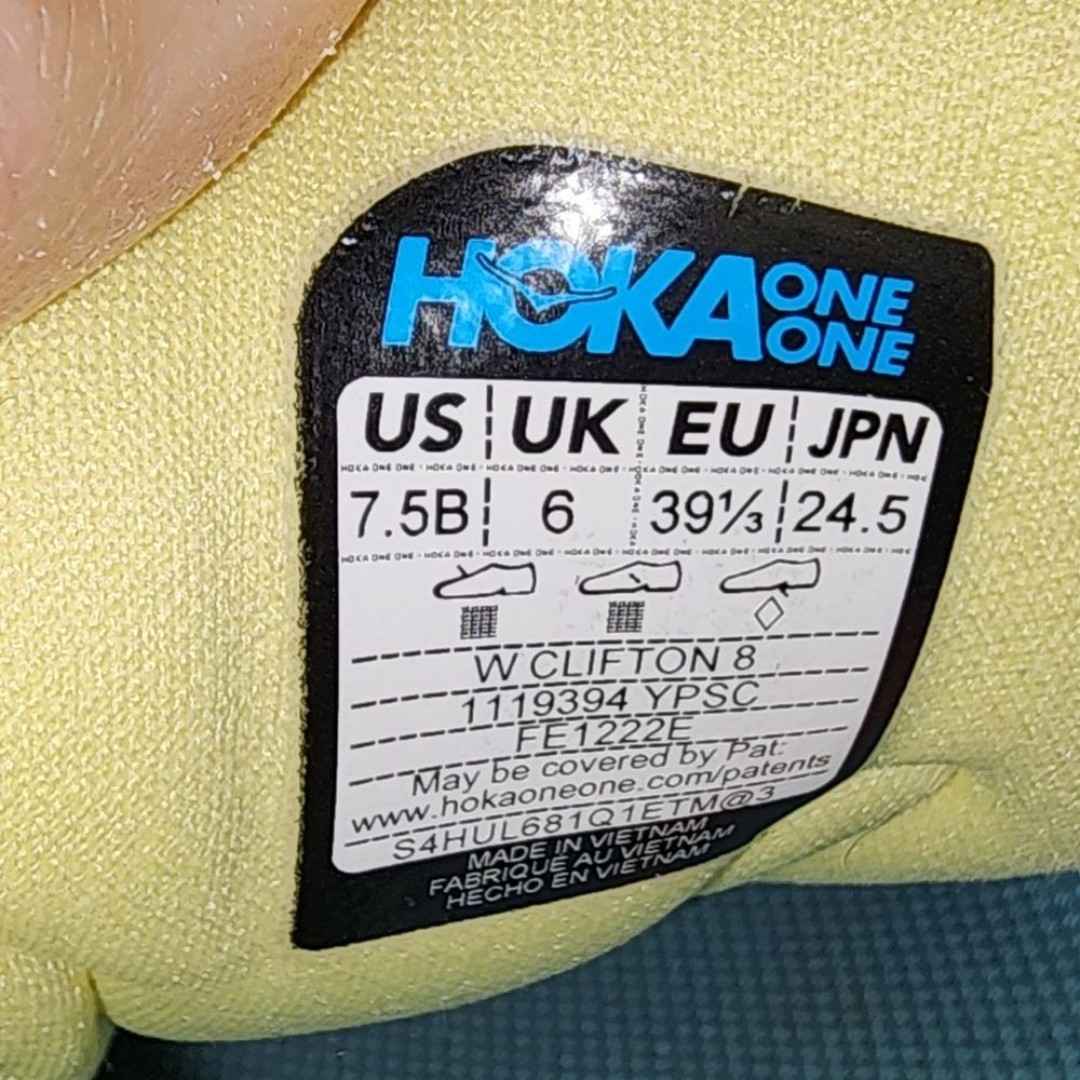 HOKA ONE ONE
US UK EU JPN
7.5B 6 39⅓ 24.5
W CLIFTON 8
1119394 YPSC
FE1222E
May be covered by Pat:
www.hokaoneone.com/patents
S4HUL681Q1ETM@3
MADE IN VIETNAM
FABRIQUE AU VIETNAM
HECHO EN VIETNAM